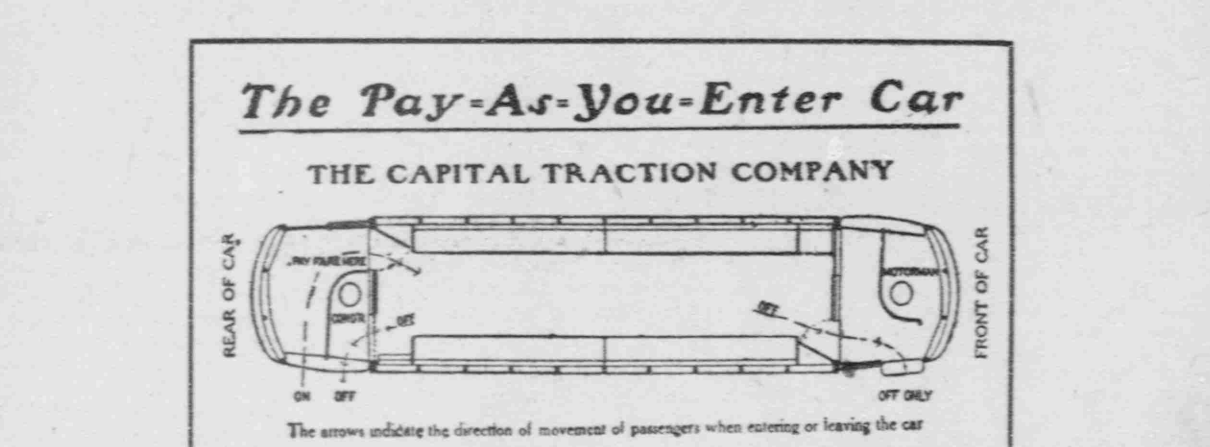 The Pay-As-You-Enter Car
THE CAPITAL TRACTION COMPANY
REAR OF CAR
PAY FARE HERE
CONDTR.
OFF
ON OFF
OFF
MOTORMAN
OFF ONLY
FRONT OF CAR
The arrows indicate the direction of movement of passengers when entering or leaving the car